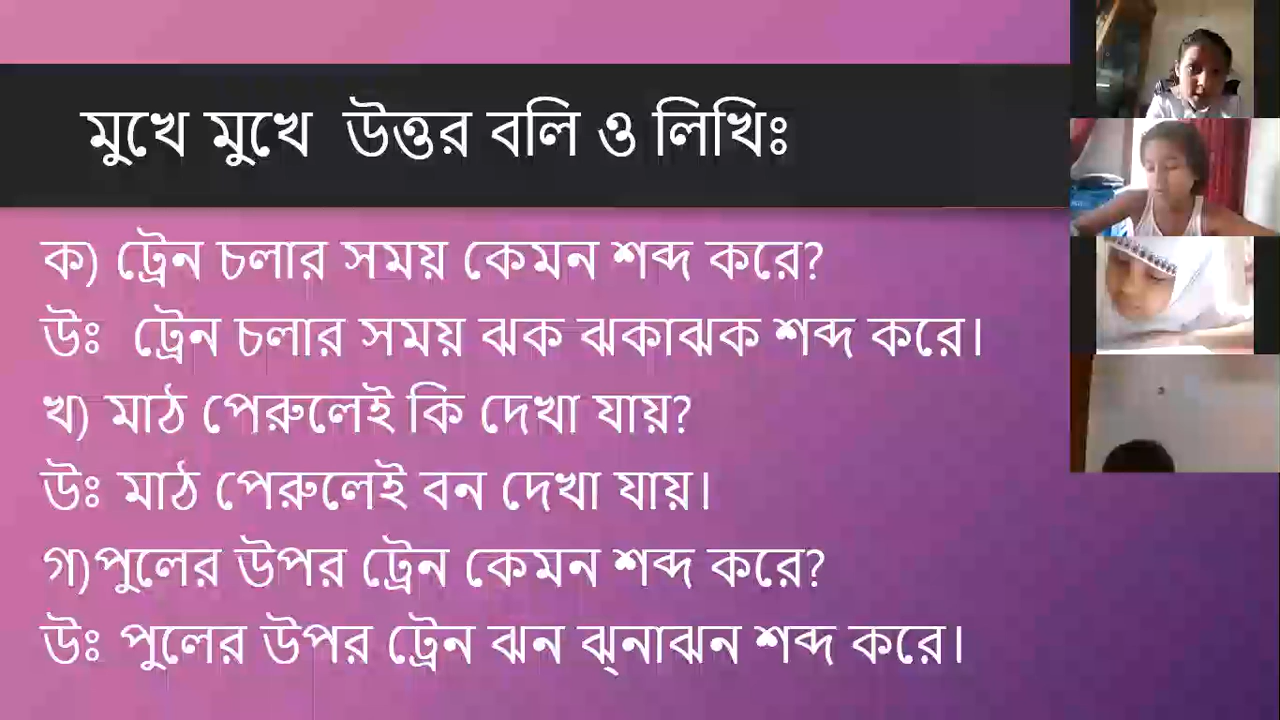 মুখে মুখে উত্তর বলি ও লিখিঃ
ক) ট্রেন চলার সময় কেমন শব্দ করে?
উঃ ট্রেন চলার সময় ঝক ঝকাঝক শব্দ করে।
খ) মাঠ পেরুলেই কি দেখা যায়?
উঃ মাঠ পেরুলেই বন দেখা যায়।
গ)পুলের উপর ট্রেন কেমন শব্দ করে?
উঃ পুলের উপর ট্রেন ঝন ঝ্নাঝন শব্দ করে।